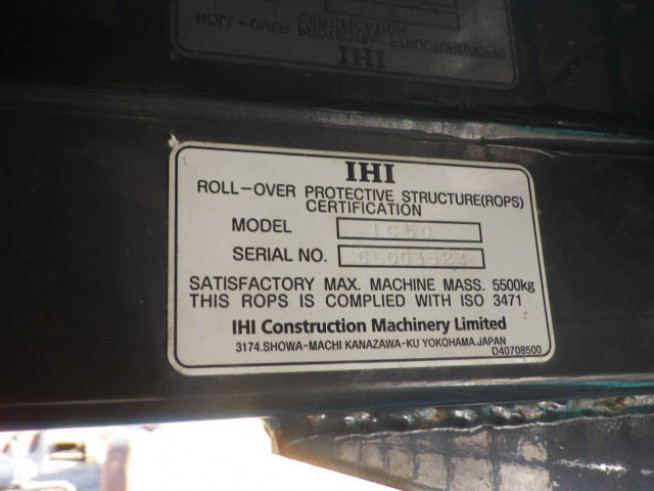 IHI
ROLL-OVER PROTECTIVE STRUCTURE(ROPS)
CERTIFICATION
MODEL IC50
SERIAL NO.
SATISFACTORY MAX. MACHINE MASS. 5500kg
THIS ROPS IS COMPLIED WITH ISO 3471
IHI Construction Machinery Limited
3174.SHOWA-MACHI KANAZAWA-KU YOKOHAMA.JAPAN
D40708500